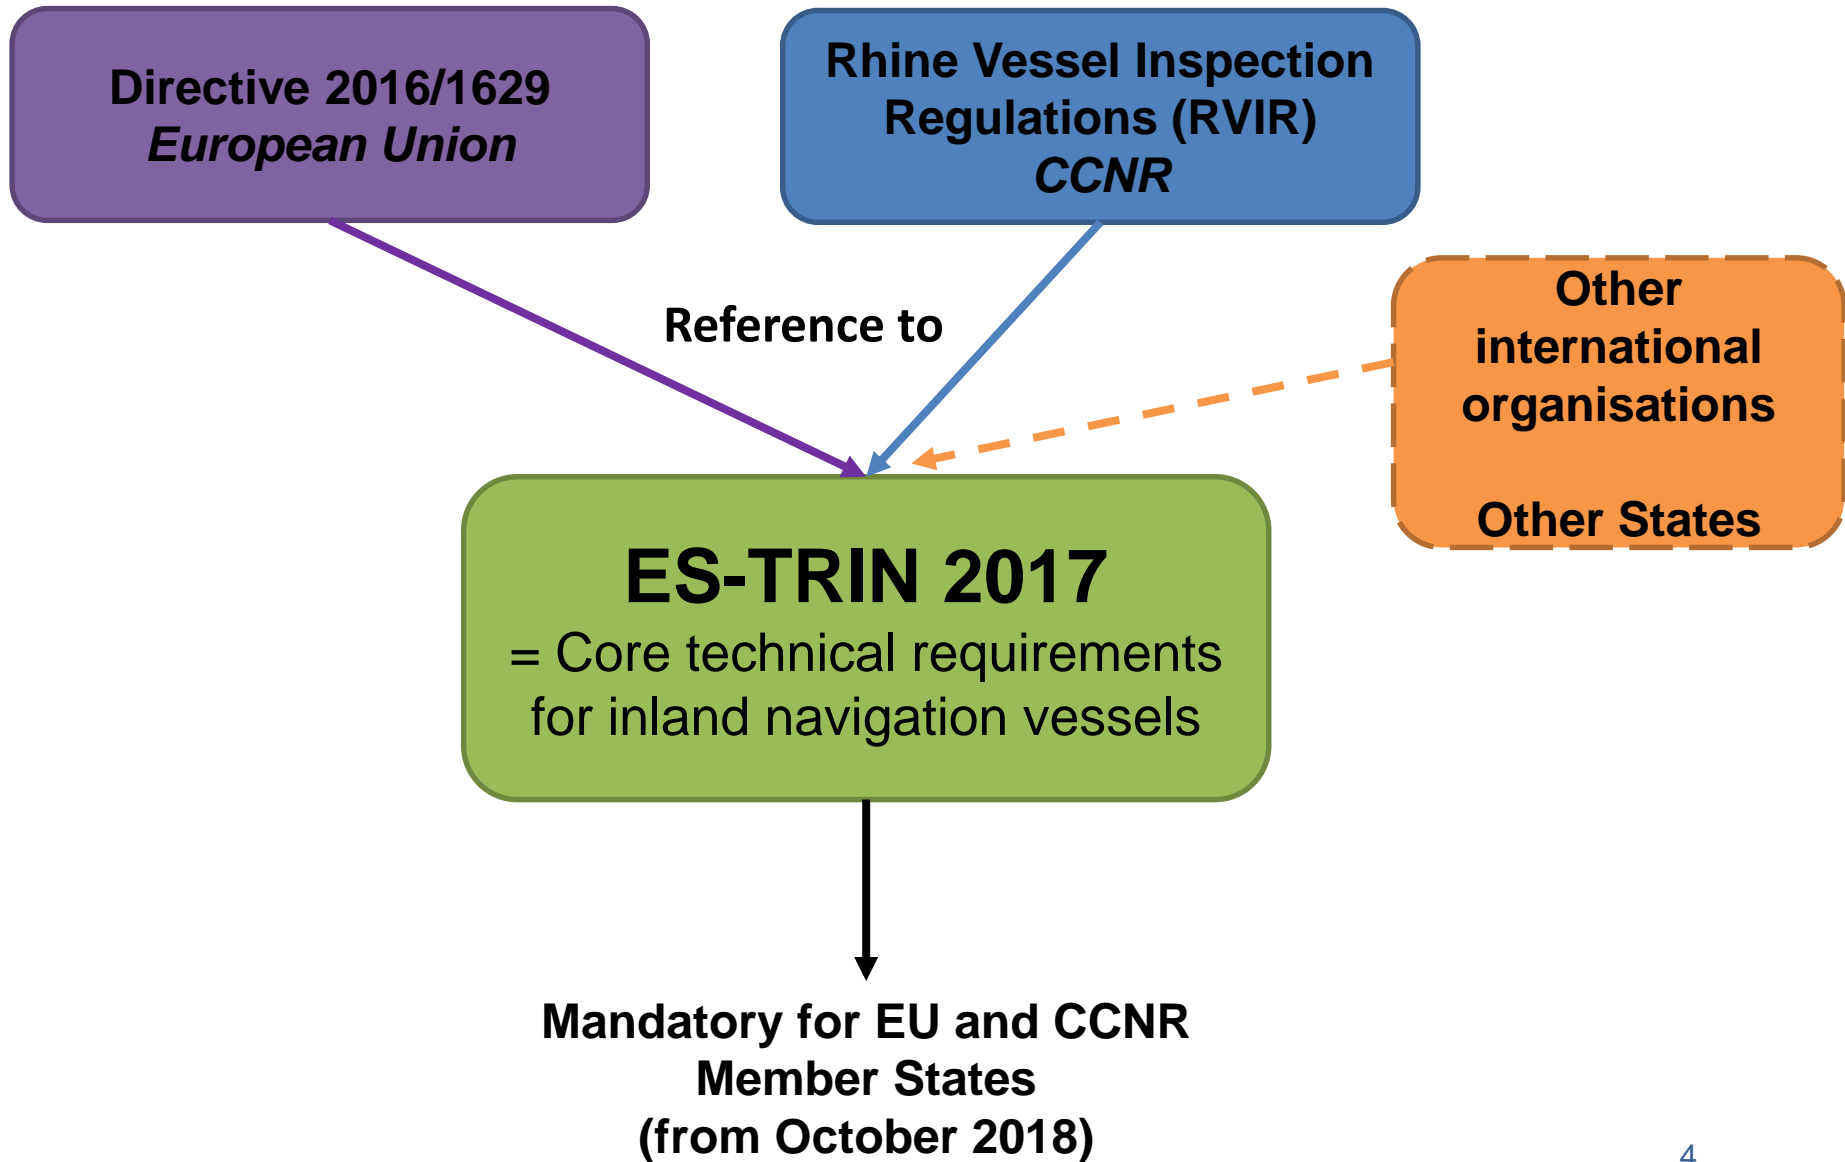 Directive 2016/1629
European Union
Rhine Vessel Inspection
Regulations (RVIR)
CCNR
Reference to
Other
international
organisations
Other States
ES-TRIN 2017
= Core technical requirements
for inland navigation vessels
Mandatory for EU and CCNR
Member States
(from October 2018)
4